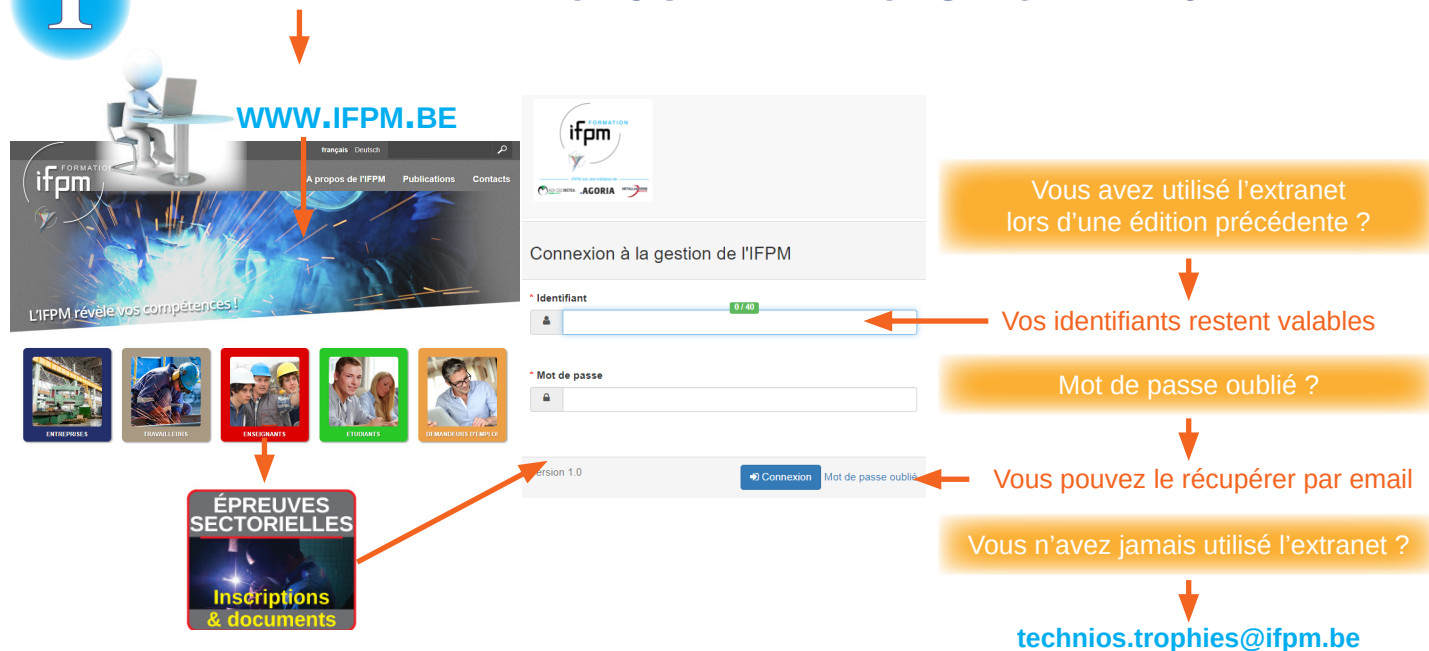 1
WWW.IFPM.BE
français Deutsch
FORMATION
ifpm
A propos de l'IFPM Publications Contacts
L'IFPM révèle vos compétences !
ENTREPRISES
TRAVAILLEURS
ENSEIGNANTS
ETUDIANTS
DEMANDEURS D'EMPLOI
ÉPREUVES
SECTORIELLES
Inscriptions
& documents
FORMATION
ifpm
.AGORIA
Connexion à la gestion de l'IFPM
* Identifiant
0 / 40
* Mot de passe
Version 1.0
Connexion Mot de passe oublié
Vous avez utilisé l’extranet
lors d’une édition précédente ?
Vos identifiants restent valables
Mot de passe oublié ?
Vous pouvez le récupérer par email
Vous n’avez jamais utilisé l’extranet ?
technios.trophies@ifpm.be